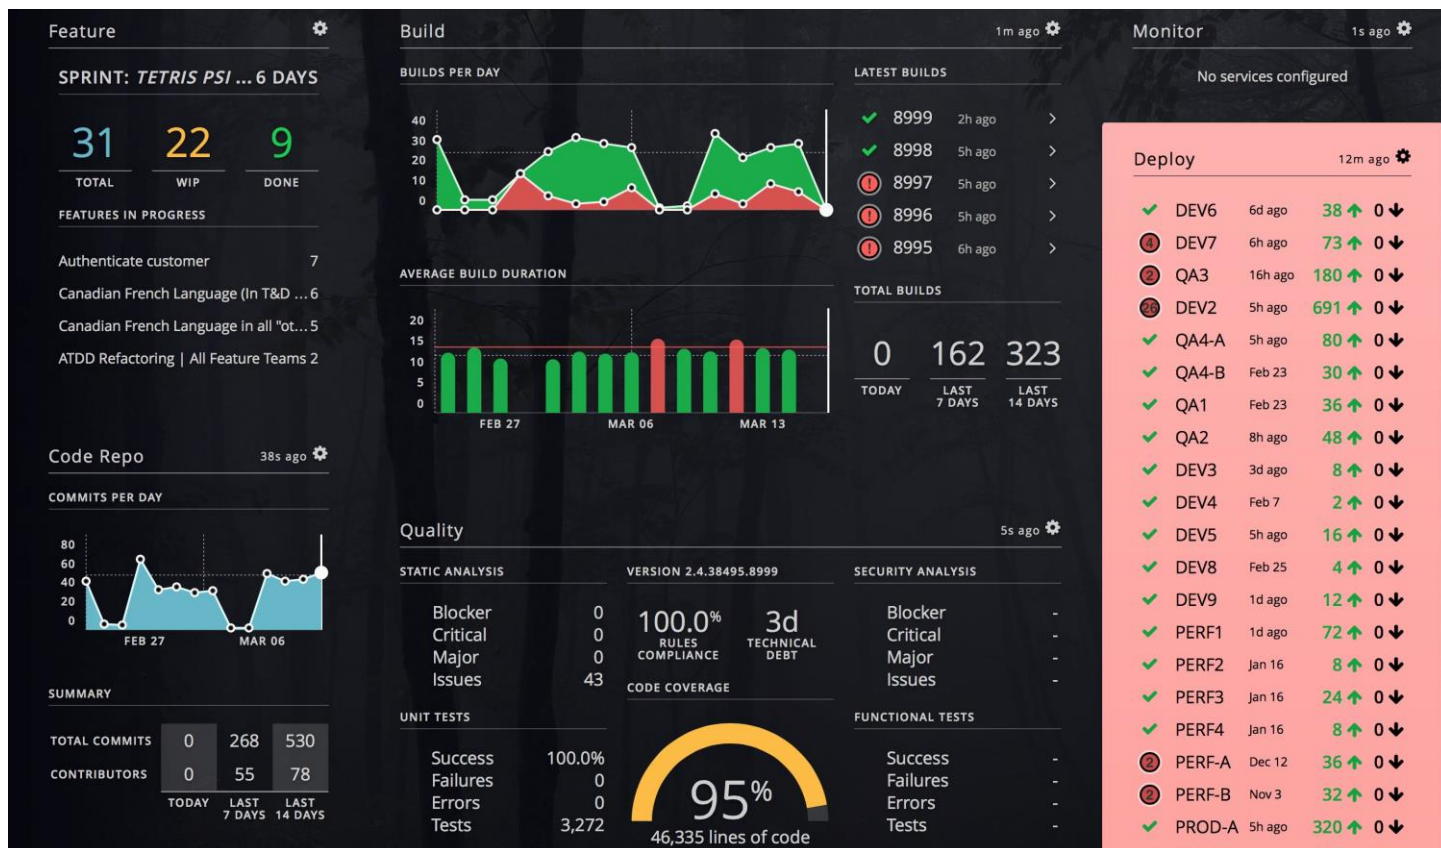 Feature
SPRINT: TETRIS PSI ... 6 DAYS
31 22 9
TOTAL WIP DONE
FEATURES IN PROGRESS
Authenticate customer 7
Canadian French Language (In T&D ... 6
Canadian French Language in all "ot... 5
ATDD Refactoring | All Feature Teams 2
Code Repo 38s ago
COMMITS PER DAY
80
60
40
20
0
FEB 27 MAR 06
SUMMARY
TOTAL COMMITS 0 268 530
CONTRIBUTORS 0 55 78
TODAY LAST 7 DAYS LAST 14 DAYS
Build 1m ago
BUILDS PER DAY
40
30
20
10
0
AVERAGE BUILD DURATION
20
15
10
5
0
FEB 27 MAR 06 MAR 13
LATEST BUILDS
8999 2h ago
8998 5h ago
! 8997 5h ago
! 8996 5h ago
! 8995 6h ago
TOTAL BUILDS
0 162 323
TODAY LAST 7 DAYS LAST 14 DAYS
Quality 5s ago
STATIC ANALYSIS
Blocker 0
Critical 0
Major 0
Issues 43
UNIT TESTS
Success 100.0%
Failures 0
Errors 0
Tests 3,272
VERSION 2.4.38495.8999
100.0% 3d
RULES COMPLIANCE TECHNICAL DEBT
CODE COVERAGE
95%
46,335 lines of code
SECURITY ANALYSIS
Blocker -
Critical -
Major -
Issues -
FUNCTIONAL TESTS
Success -
Failures -
Errors -
Tests -
Monitor 1s ago
No services configured
Deploy 12m ago
DEV6 6d ago 38 0
4 DEV7 6h ago 73 0
2 QA3 16h ago 180 0
26 DEV2 5h ago 691 0
QA4-A 5h ago 80 0
QA4-B Feb 23 30 0
QA1 Feb 23 36 0
QA2 8h ago 48 0
DEV3 3d ago 8 0
DEV4 Feb 7 2 0
DEV5 5h ago 16 0
DEV8 Feb 25 4 0
DEV9 1d ago 12 0
PERF1 1d ago 72 0
PERF2 Jan 16 8 0
PERF3 Jan 16 24 0
PERF4 Jan 16 8 0
2 PERF-A Dec 12 36 0
2 PERF-B Nov 3 32 0
PROD-A 5h ago 320 0